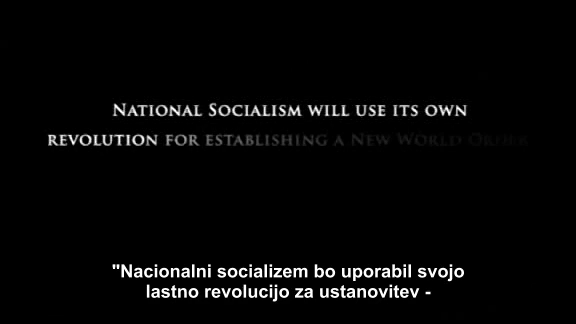 National Socialism will use its own
revolution for establishing a New World Order
"Nacionalni socializem bo uporabil svojo
lastno revolucijo za ustanovitev -